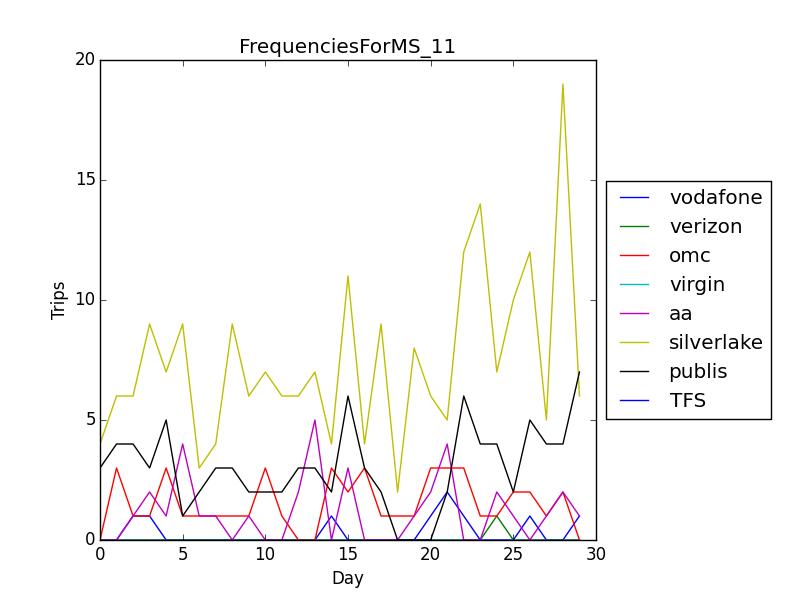 FrequenciesForMS_11
20
15
10
5
0
Trips
0 5 10 15 20 25 30
Day
vodafone
verizon
omc
virgin
aa
silverlake
publis
TFS